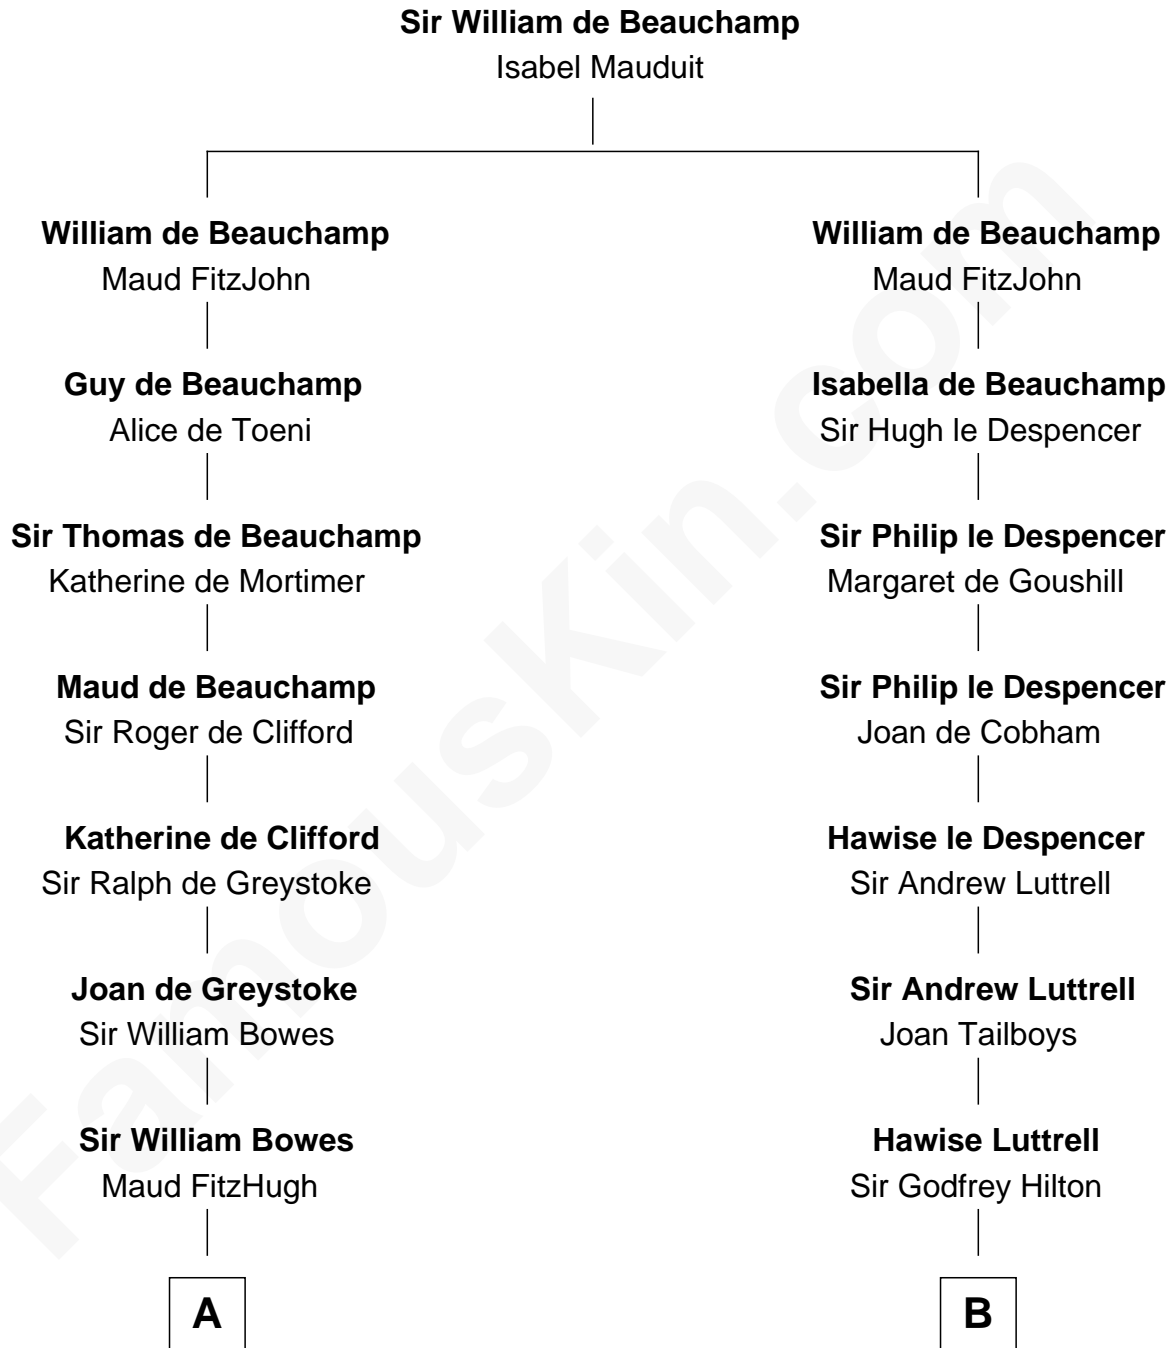 Sir William de Beauchamp
Isabel Mauduit
William de Beauchamp
Maud FitzJohn
William de Beauchamp
Maud FitzJohn
Guy de Beauchamp
Alice de Toeni
Isabella de Beauchamp
Sir Hugh le Despencer
Sir Thomas de Beauchamp
Katherine de Mortimer
Sir Philip le Despencer
Margaret de Goushill
Maud de Beauchamp
Sir Roger de Clifford
Sir Philip le Despencer
Joan de Cobham
Katherine de Clifford
Sir Ralph de Greystoke
Hawise le Despencer
Sir Andrew Luttrell
Joan de Greystoke
Sir William Bowes
Sir Andrew Luttrell
Joan Tailboys
Sir William Bowes
Maud FitzHugh
Hawise Luttrell
Sir Godfrey Hilton
A
B
FamousKin.com